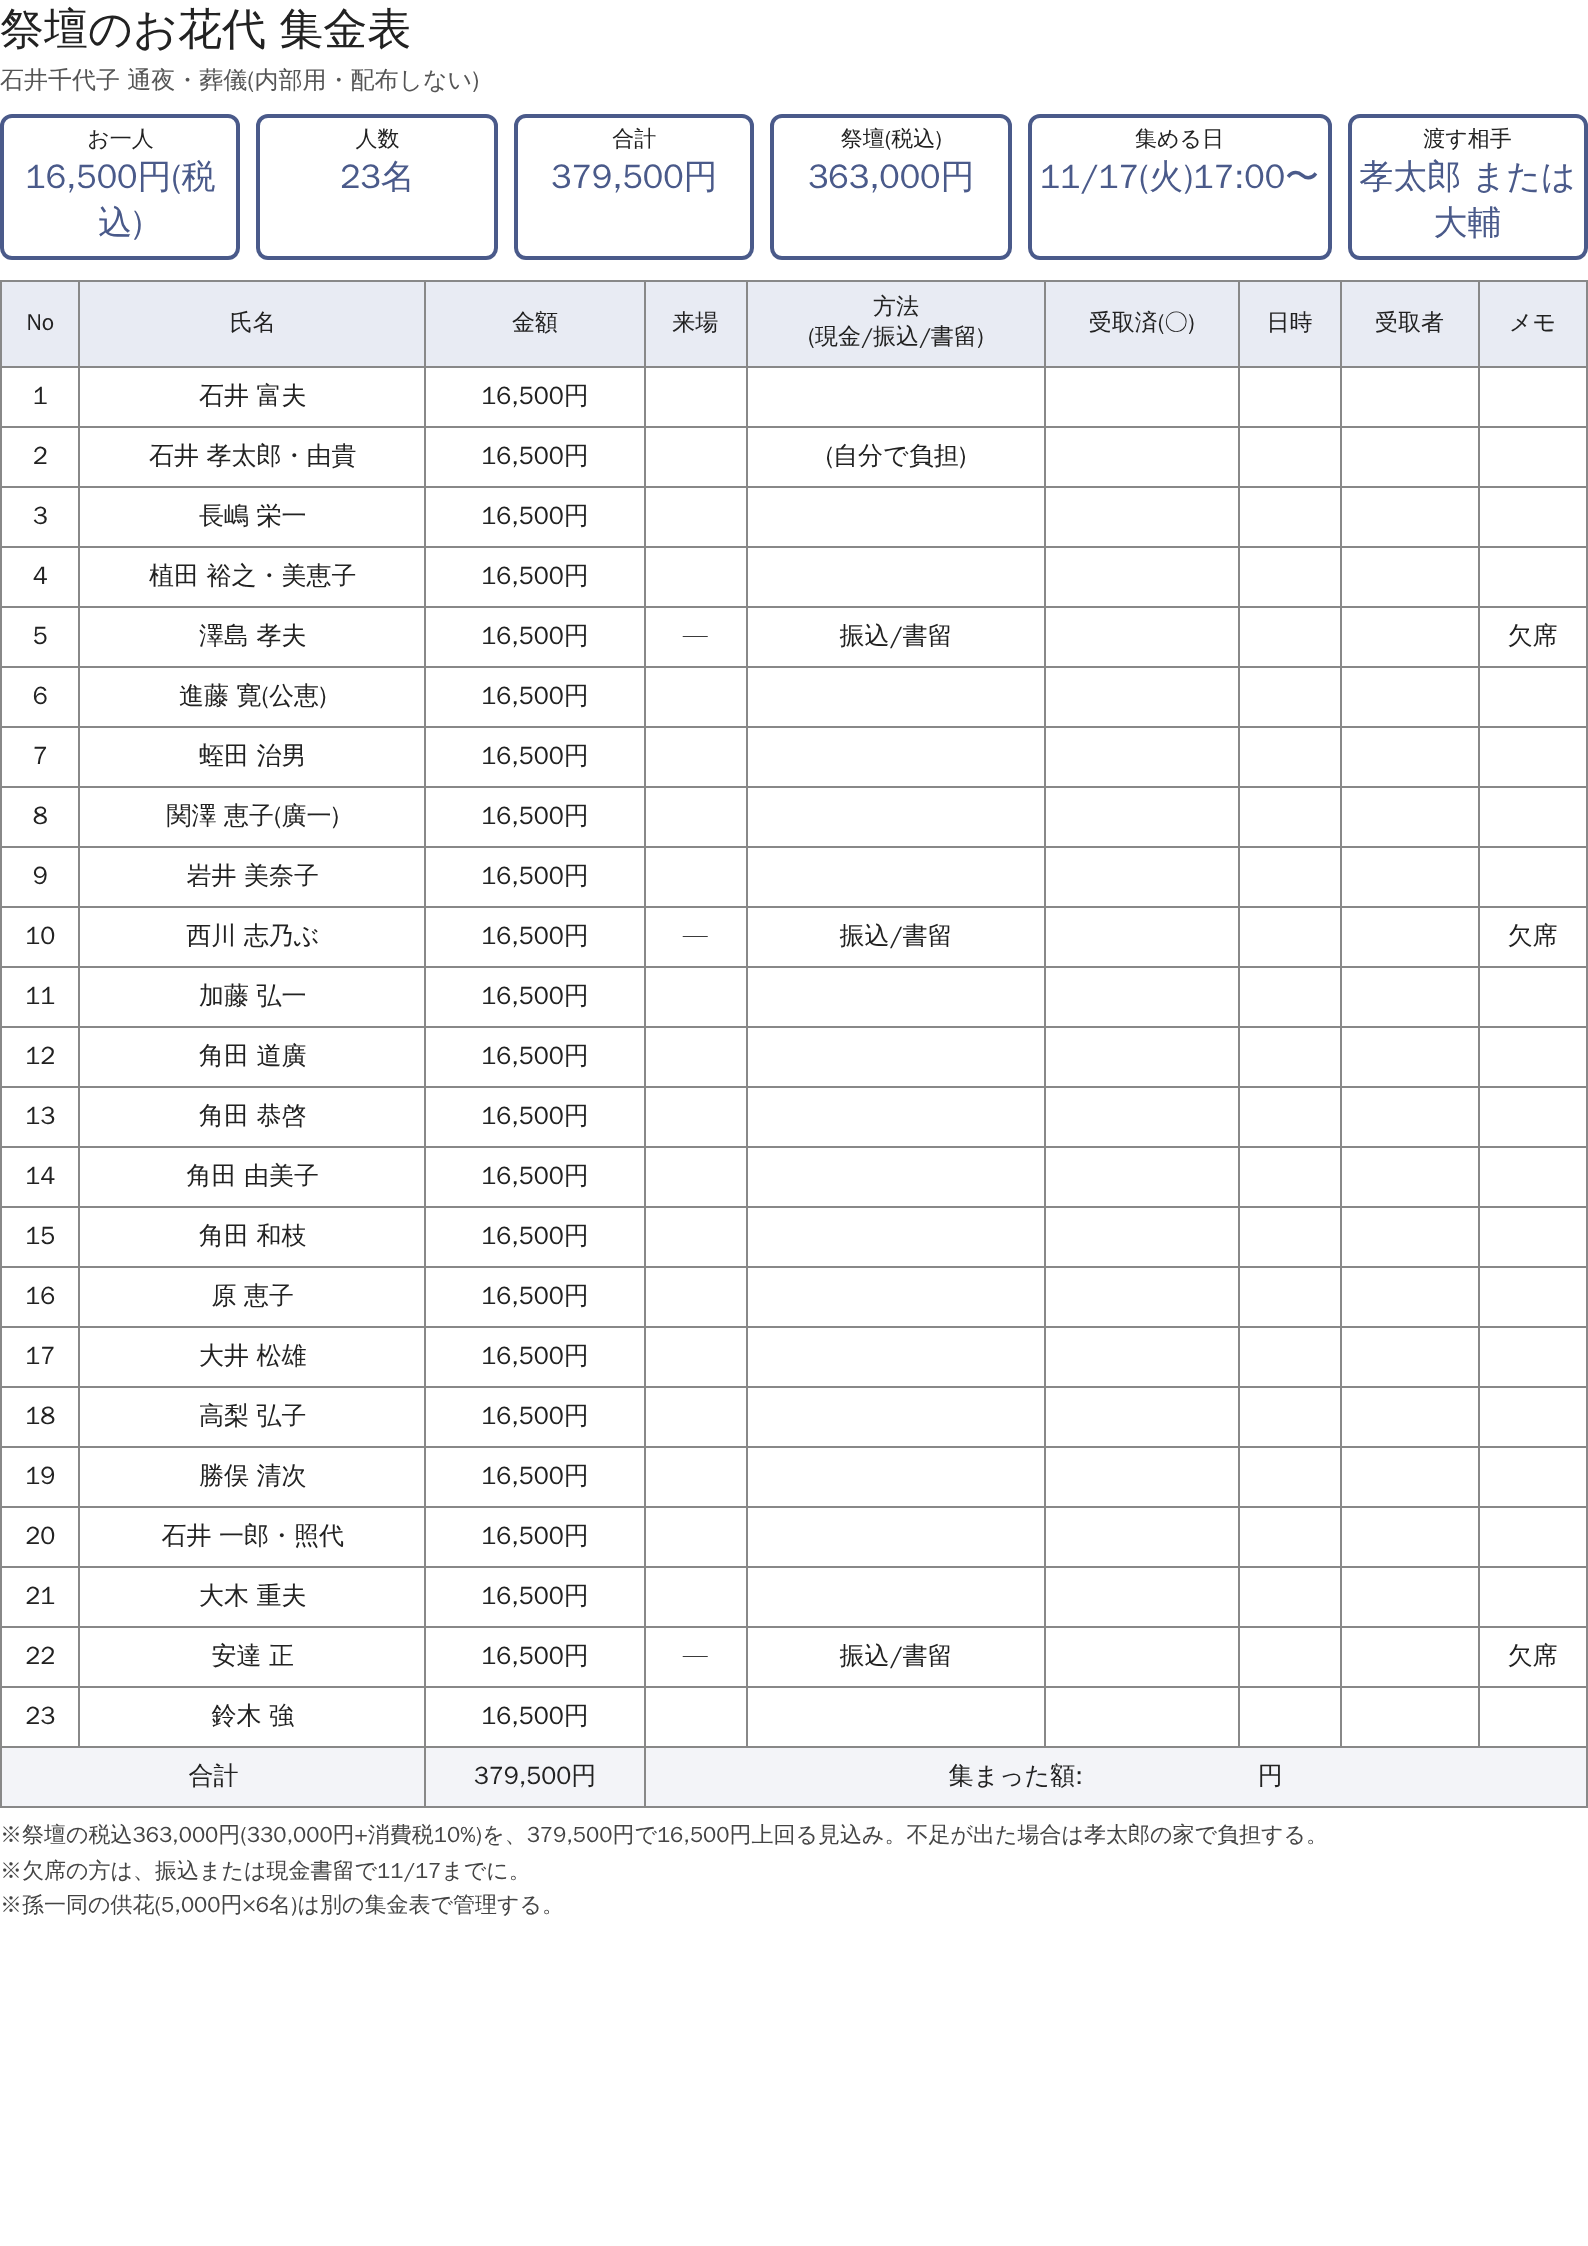 祭壇のお花代 集金表
石井千代子 通夜・葬儀(内部用・配布しない)
お一人
16,500円(税
込)
人数
23名
合計
379,500円
祭壇(税込)
363,000円
集める日
11/17(火)17:00〜
渡す相手
孝太郎 または
大輔
No 氏名 金額 来場 方法 受取済(〇) 日時 受取者 メモ
(現金/振込/書留)
1 石井 富夫 16,500円
2 石井 孝太郎・由貴 16,500円 (自分で負担)
3 長嶋 栄一 16,500円
4 植田 裕之・美恵子 16,500円
5 澤島 孝夫 16,500円 — 振込/書留 欠席
6 進藤 寛(公恵) 16,500円
7 蛭田 治男 16,500円
8 関澤 恵子(廣一) 16,500円
9 岩井 美奈子 16,500円
10 西川 志乃ぶ 16,500円 — 振込/書留 欠席
11 加藤 弘一 16,500円
12 角田 道廣 16,500円
13 角田 恭啓 16,500円
14 角田 由美子 16,500円
15 角田 和枝 16,500円
16 原 恵子 16,500円
17 大井 松雄 16,500円
18 高梨 弘子 16,500円
19 勝俣 清次 16,500円
20 石井 一郎・照代 16,500円
21 大木 重夫 16,500円
22 安達 正 16,500円 — 振込/書留 欠席
23 鈴木 強 16,500円
合計 379,500円 集まった額: 円
※祭壇の税込363,000円(330,000円+消費税10%)を、379,500円で16,500円上回る見込み。不足が出た場合は孝太郎の家で負担する。
※欠席の方は、振込または現金書留で11/17までに。
※孫一同の供花(5,000円×6名)は別の集金表で管理する。